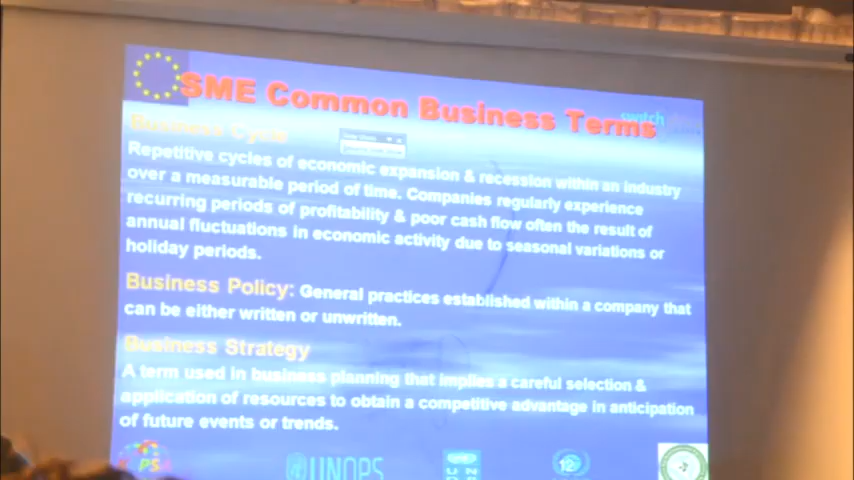 SME Common Business Terms
switch
Business Cycle
Repetitive cycles of economic expansion & recession within an industry
over a measurable period of time. Companies regularly experience
recurring periods of profitability & poor cash flow often the result of
annual fluctuations in economic activity due to seasonal variations or
holiday periods.
Business Policy: General practices established within a company that
can be either written or unwritten.
Business Strategy
A term used in business planning that implies a careful selection &
application of resources to obtain a competitive advantage in anticipation
of future events or trends.
PS
UNOPS
U N
12